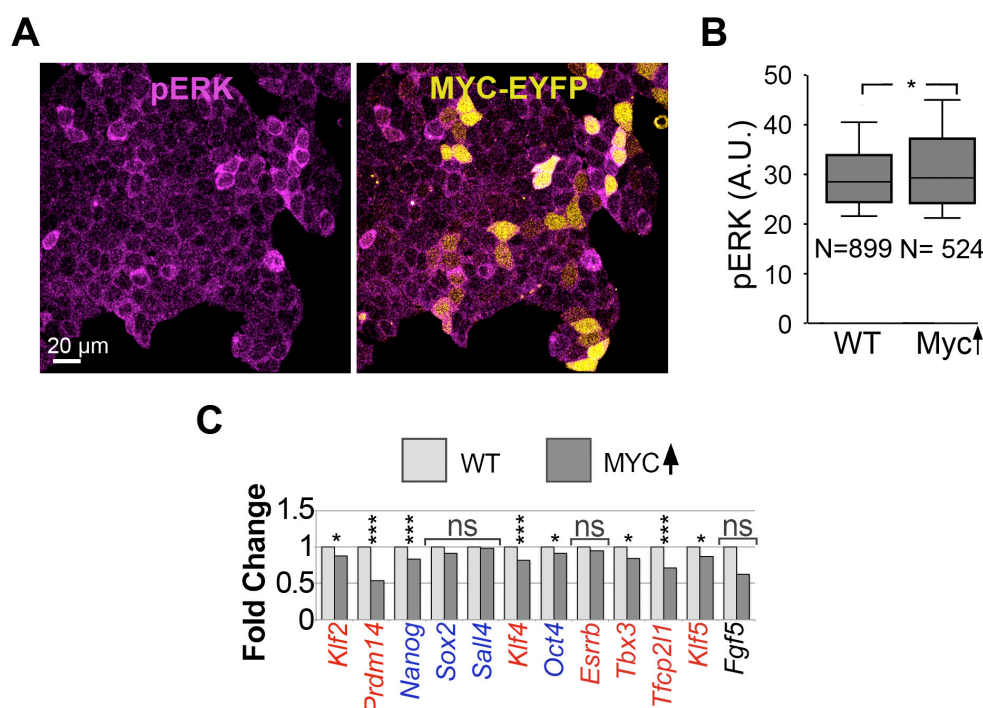 A
pERK
MYC-EYFP
20 µm
B
pERK (A.U.)
50
40
30
20
10
0
*
N=899 N= 524
WT Myc↑
C
WT MYC↑
Fold Change
1.5
1
0.5
0
* *** *** ns *** * ns * *** * ns
Klf2 Prdm14 Nanog Sox2 Sall4 Klf4 Oct4 Esrrb Tbx3 Tfcp2l1 Klf5 Fgf5